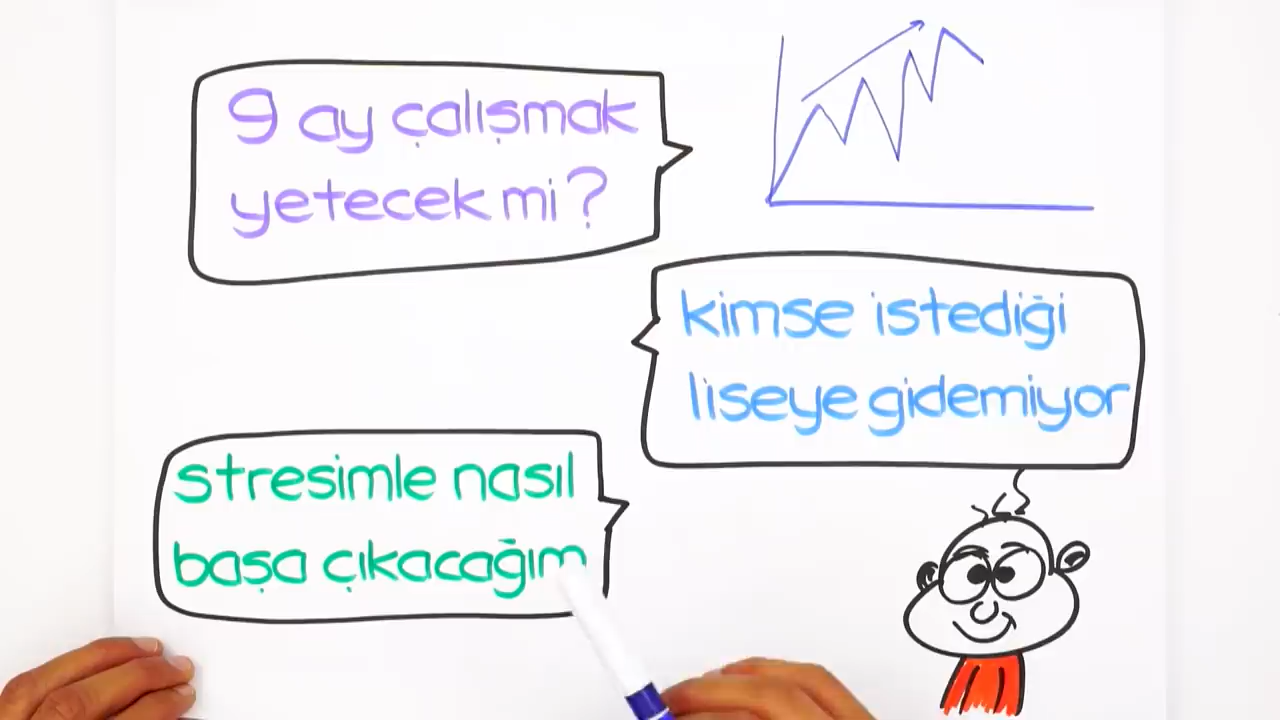 9 ay çalışmak
yetecek mi?
kimse istediği
liseye gidemiyor
stresimle nasıl
başa çıkacağım